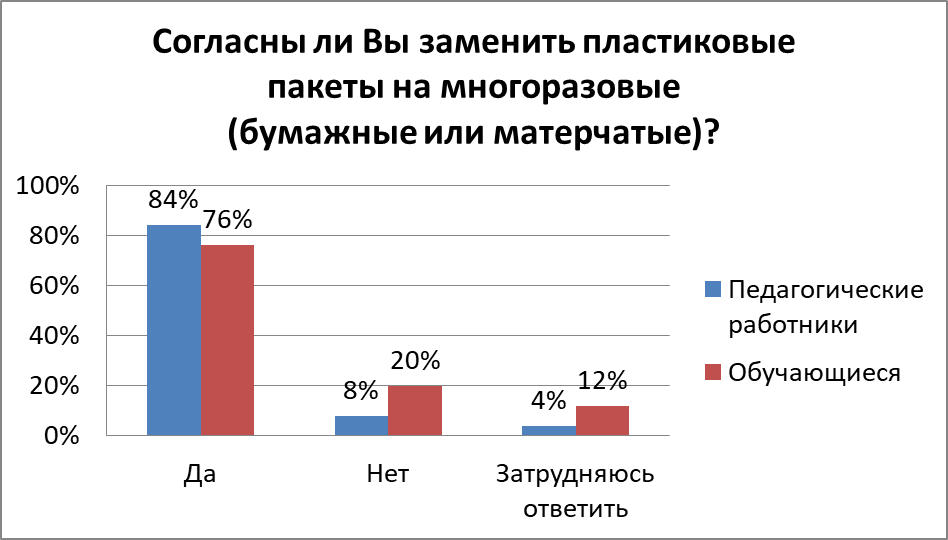 Согласны ли Вы заменить пластиковые
пакеты на многоразовые
(бумажные или матерчатые)?
100%
80%
60%
40%
20%
0%
84%
76%
8%
20%
4%
12%
Да
Нет
Затрудняюсь
ответить
Педагогические
работники
Обучающиеся